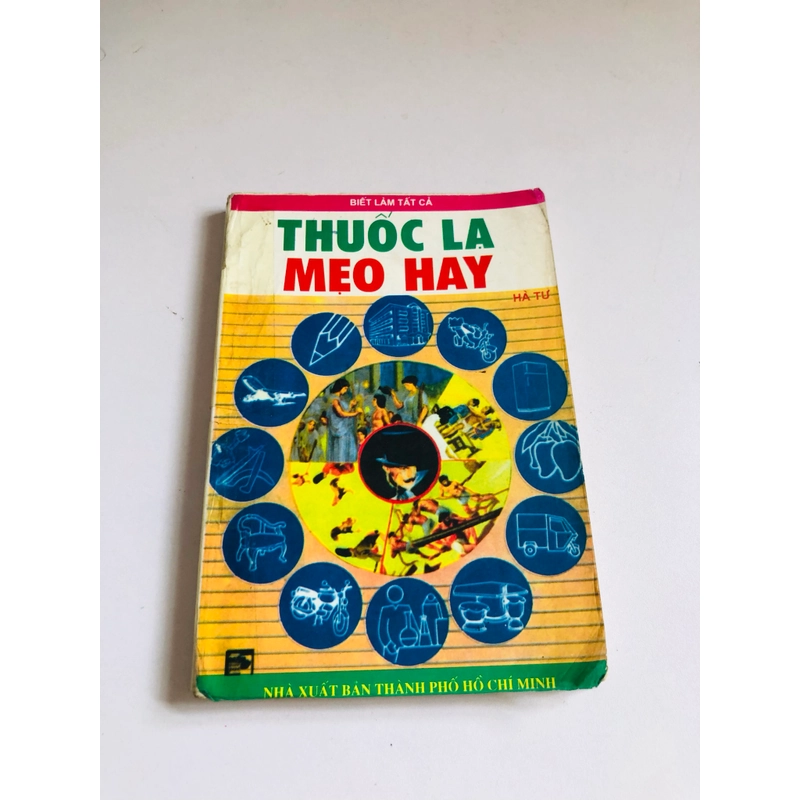 BIẾT LÀM TẤT CẢ
THUỐC LẠ
MẸO HAY
HÀ TƯ
NHÀ XUẤT BẢN THÀNH PHỐ HỒ CHÍ MINH